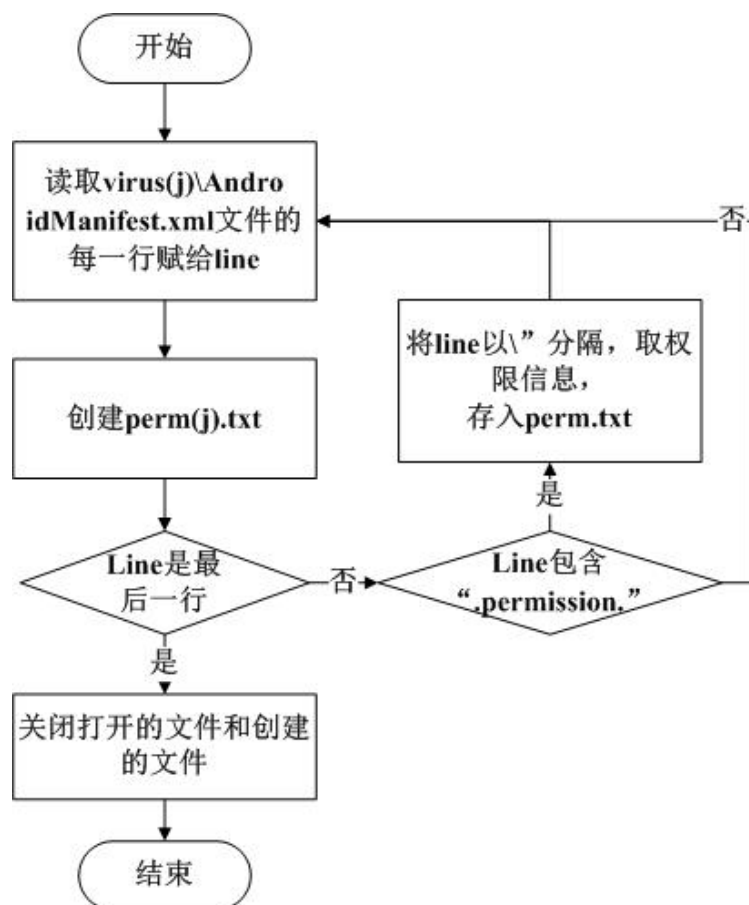 开始
读取virus(j)\Andro
idManifest.xml文件的
每一行赋给line
否
将line以\”分隔，取权
限信息，
存入perm.txt
创建perm(j).txt
是
Line是最
后一行
否
Line包含
“.permission.”
是
关闭打开的文件和创建
的文件
结束